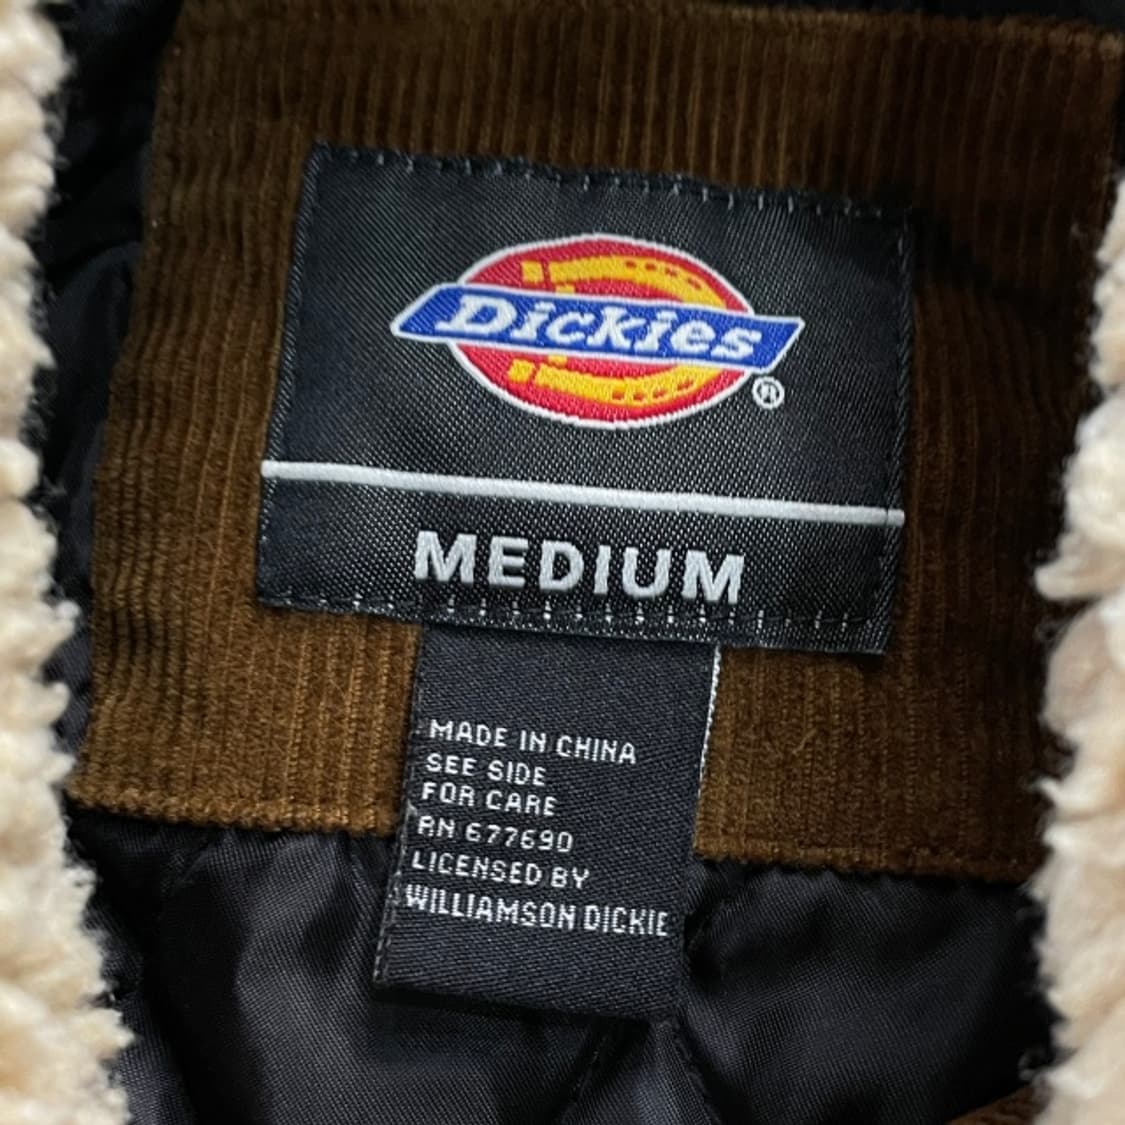 Dickies
®
MEDIUM
MADE IN CHINA
SEE SIDE
FOR CARE
RN 677690
LICENSED BY
WILLIAMSON DICKIE